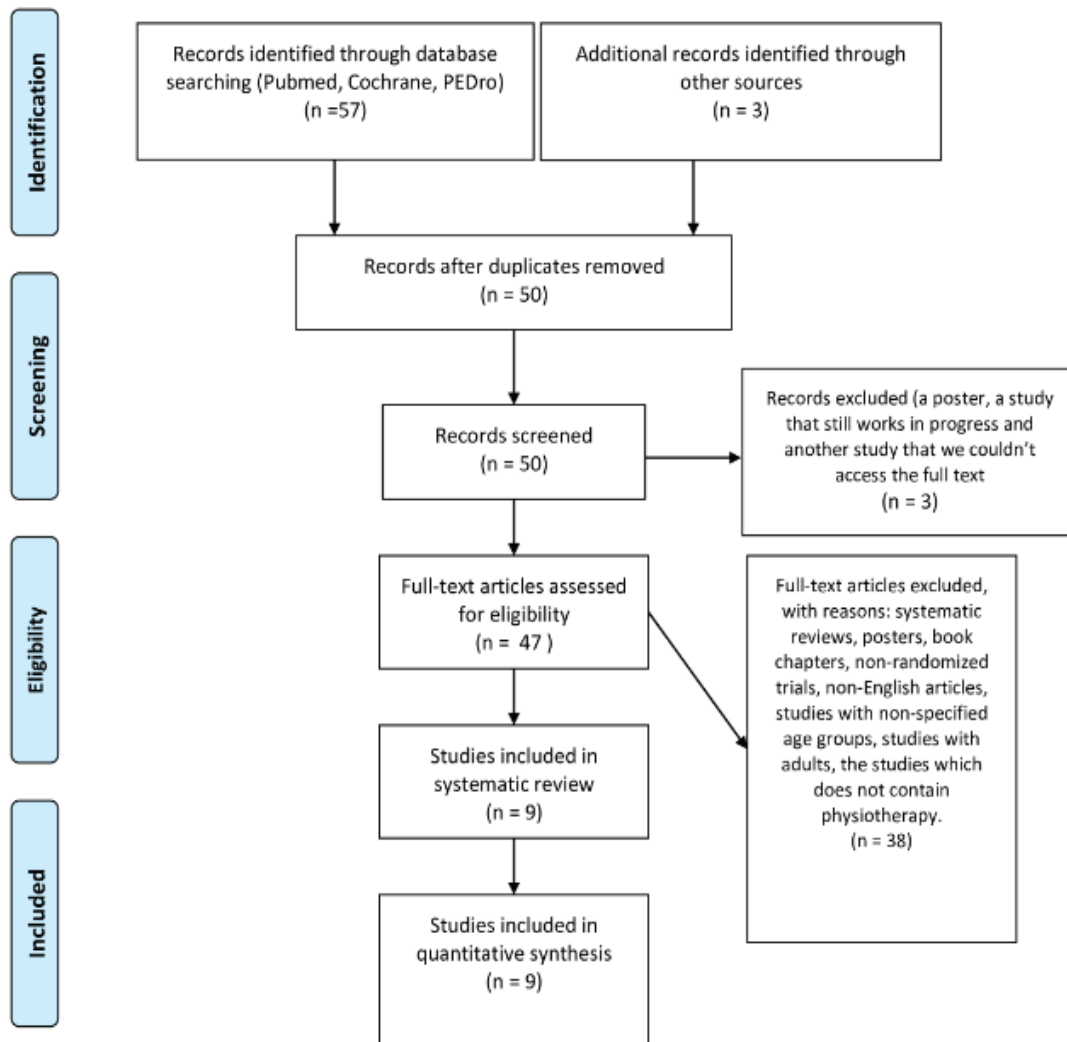 Identification
Records identified through database
searching (Pubmed, Cochrane, PEDro)
(n =57)
Additional records identified through
other sources
(n = 3)
Records after duplicates removed
(n = 50)
Screening
Records screened
(n = 50)
Records excluded (a poster, a study
that still works in progress and
another study that we couldn't
access the full text
(n = 3)
Eligibility
Full-text articles assessed
for eligibility
(n = 47 )
Full-text articles excluded,
with reasons: systematic
reviews, posters, book
chapters, non-randomized
trials, non-English articles,
studies with non-specified
age groups, studies with
adults, the studies which
does not contain
physiotherapy.
(n = 38)
Studies included in
systematic review
(n = 9)
Included
Studies included in
quantitative synthesis
(n = 9)